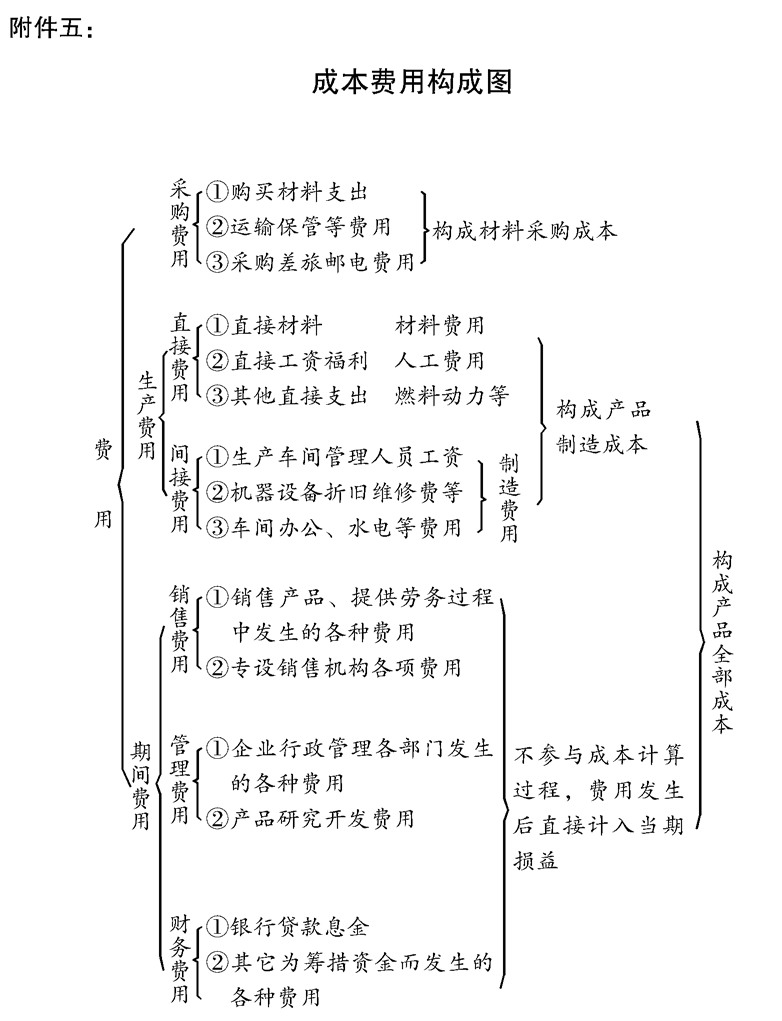 附件五：
成本费用构成图
费用
采购费用
①购买材料支出
②运输保管等费用
③采购差旅邮电费用
构成材料采购成本
生产费用
直接费用
①直接材料 材料费用
②直接工资福利 人工费用
③其他直接支出 燃料动力等
间接费用
①生产车间管理人员工资
②机器设备折旧维修费等
③车间办公、水电等费用
制造费用
构成产品
制造成本
期间费用
销售费用
①销售产品、提供劳务过程
中发生的各种费用
②专设销售机构各项费用
管理费用
①企业行政管理各部门发生
的各种费用
②产品研究开发费用
财务费用
①银行贷款息金
②其它为筹措资金而发生的
各种费用
不参与成本计算
过程，费用发生
后直接计入当期
损益
构成产品全部成本